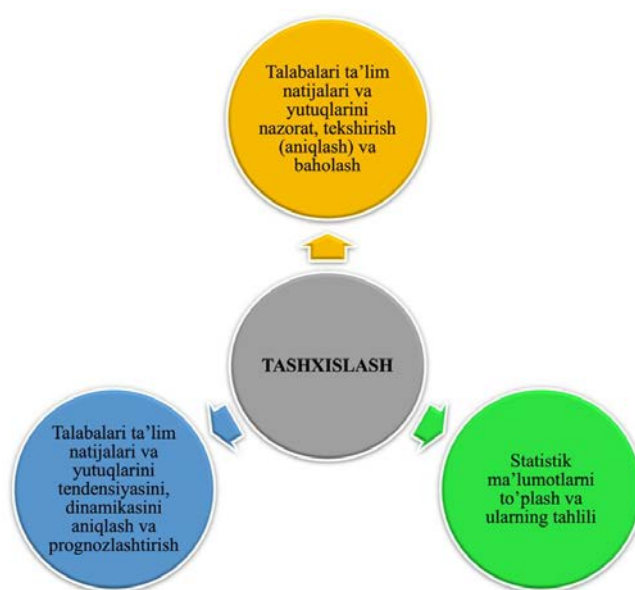 Talabalari ta’lim
natijalari va
yutuqlarini
nazorat, tekshirish
(aniqlash) va
baholash
TASHXISLASH
Talabalari ta’lim
natijalari va
yutuqlarini
tendensiyasini,
dinamikasini
aniqlash va
prognozlashtirish
Statistik
ma’lumotlarni
to’plash va
ularning tahlili